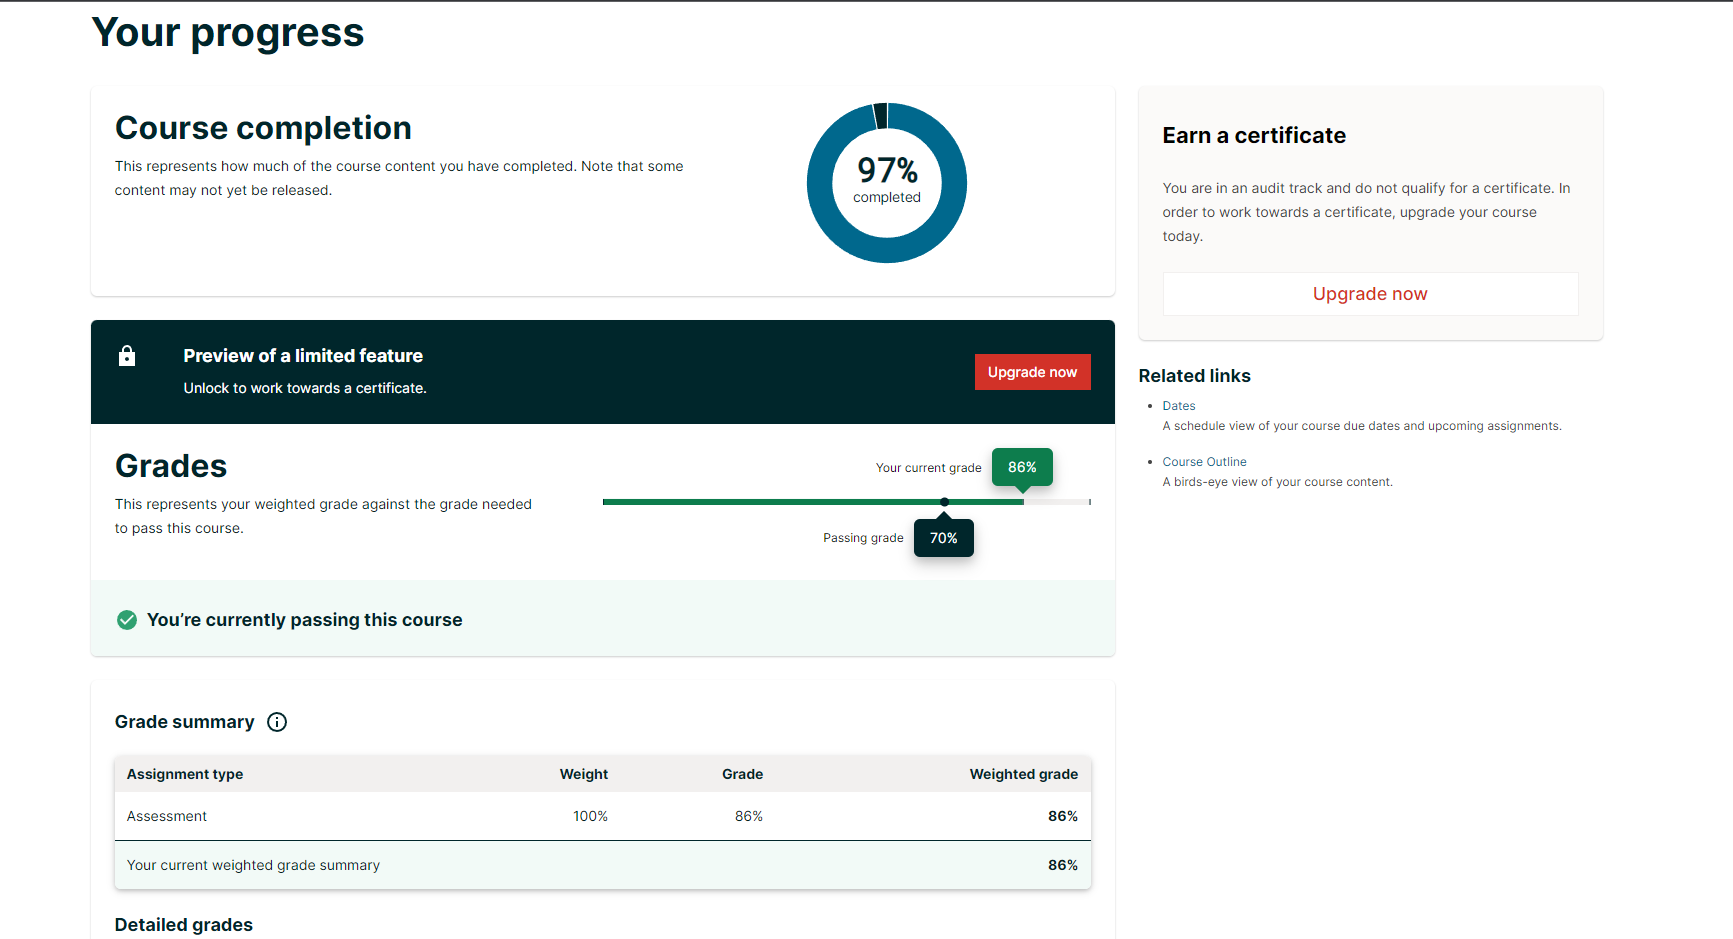 Your progress
Course completion
This represents how much of the course content you have completed. Note that some
content may not yet be released.
97%
completed
Earn a certificate
You are in an audit track and do not qualify for a certificate. In
order to work towards a certificate, upgrade your course
today.
Upgrade now
Preview of a limited feature
Unlock to work towards a certificate.
Upgrade now
Related links
Dates
A schedule view of your course due dates and upcoming assignments.
Course Outline
A birds-eye view of your course content.
Grades
This represents your weighted grade against the grade needed
to pass this course.
Your current grade 86%
Passing grade 70%
You’re currently passing this course
Grade summary
Assignment type Weight Grade Weighted grade
Assessment 100% 86% 86%
Your current weighted grade summary 86%
Detailed grades